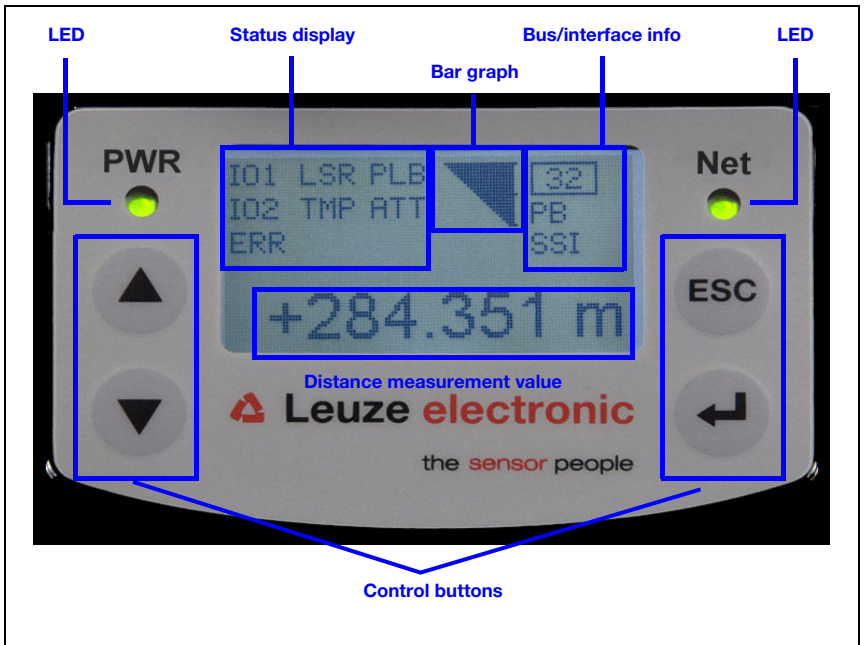 LED Status display Bus/interface info LED
Bar graph
PWR
Net
IO1 LSR PLB
32
IO2 TMP ATT
PB
ERR
SSI
ESC
+284.351 m
Distance measurement value
Leuze electronic
the sensor people
Control buttons